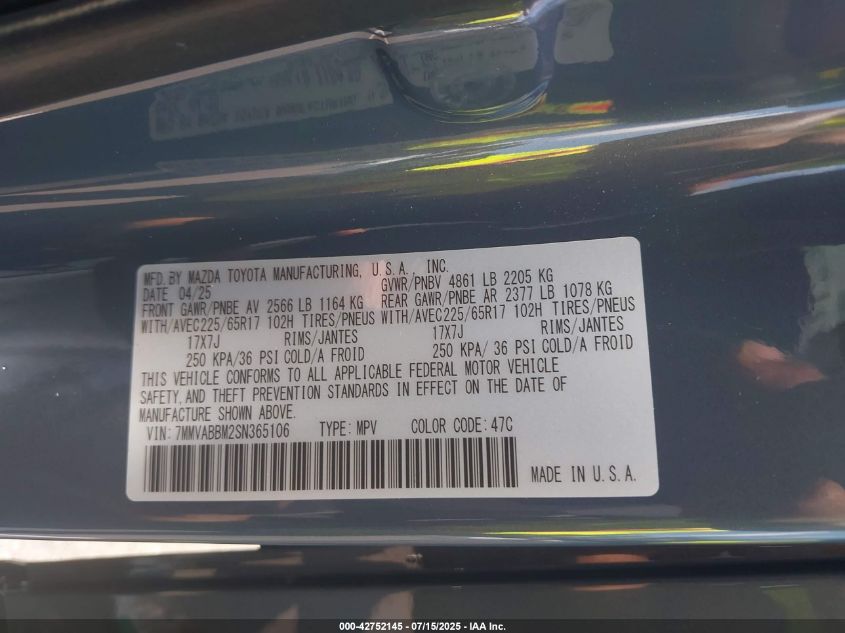 MFD. BY MAZDA TOYOTA MANUFACTURING, U.S.A., INC.
DATE 04/25 GVWR/PNBV 4861 LB 2205 KG
FRONT GAWR/PNBE AV 2566 LB 1164 KG REAR GAWR/PNBE AR 2377 LB 1078 KG
WITH/AVEC225/65R17 102H TIRES/PNEUS WITH/AVEC225/65R17 102H TIRES/PNEUS
17X7J RIMS/JANTES 17X7J RIMS/JANTES
250 KPA/36 PSI COLD/A FROID 250 KPA/ 36 PSI COLD/A FROID
THIS VEHICLE CONFORMS TO ALL APPLICABLE FEDERAL MOTOR VEHICLE
SAFETY, AND THEFT PREVENTION STANDARDS IN EFFECT ON THE DATE OF
MANUFACTURE SHOWN ABOVE.
VIN: 7MMVABBM2SN365106 TYPE: MPV COLOR CODE: 47C
MADE IN U.S.A.
000-42752145 - 07/15/2025 - IAA Inc.